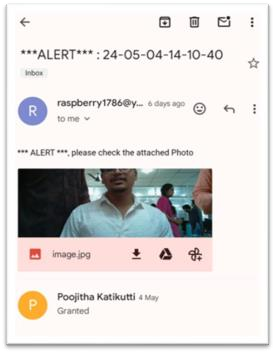 ***ALERT*** : 24-05-04-14-10-40
Inbox
R
raspberry1786@y... 6 days ago
to me
*** ALERT ***, please check the attached Photo
image.jpg
P
Poojitha Katikutti 4 May
Granted